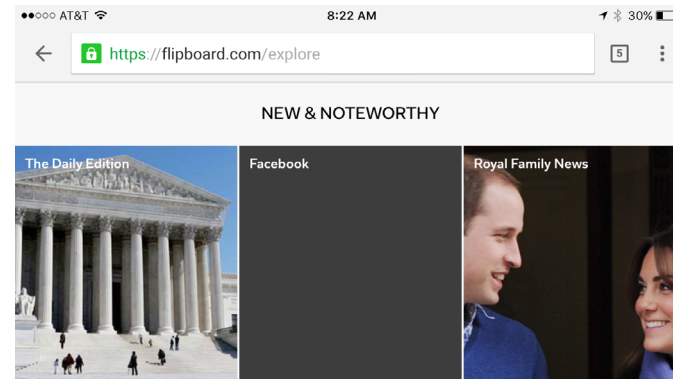 AT&T 8:22 AM 30%
https://flipboard.com/explore 5
NEW & NOTEWORTHY
The Daily Edition Facebook Royal Family News